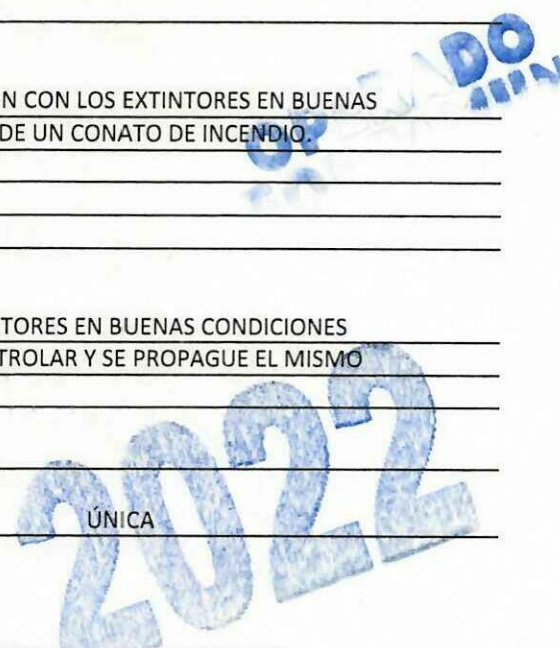 N CON LOS EXTINTORES EN BUENAS
DE UN CONATO DE INCENDIO.
TORES EN BUENAS CONDICIONES
TROLAR Y SE PROPAGUE EL MISMO
ÚNICA
2022